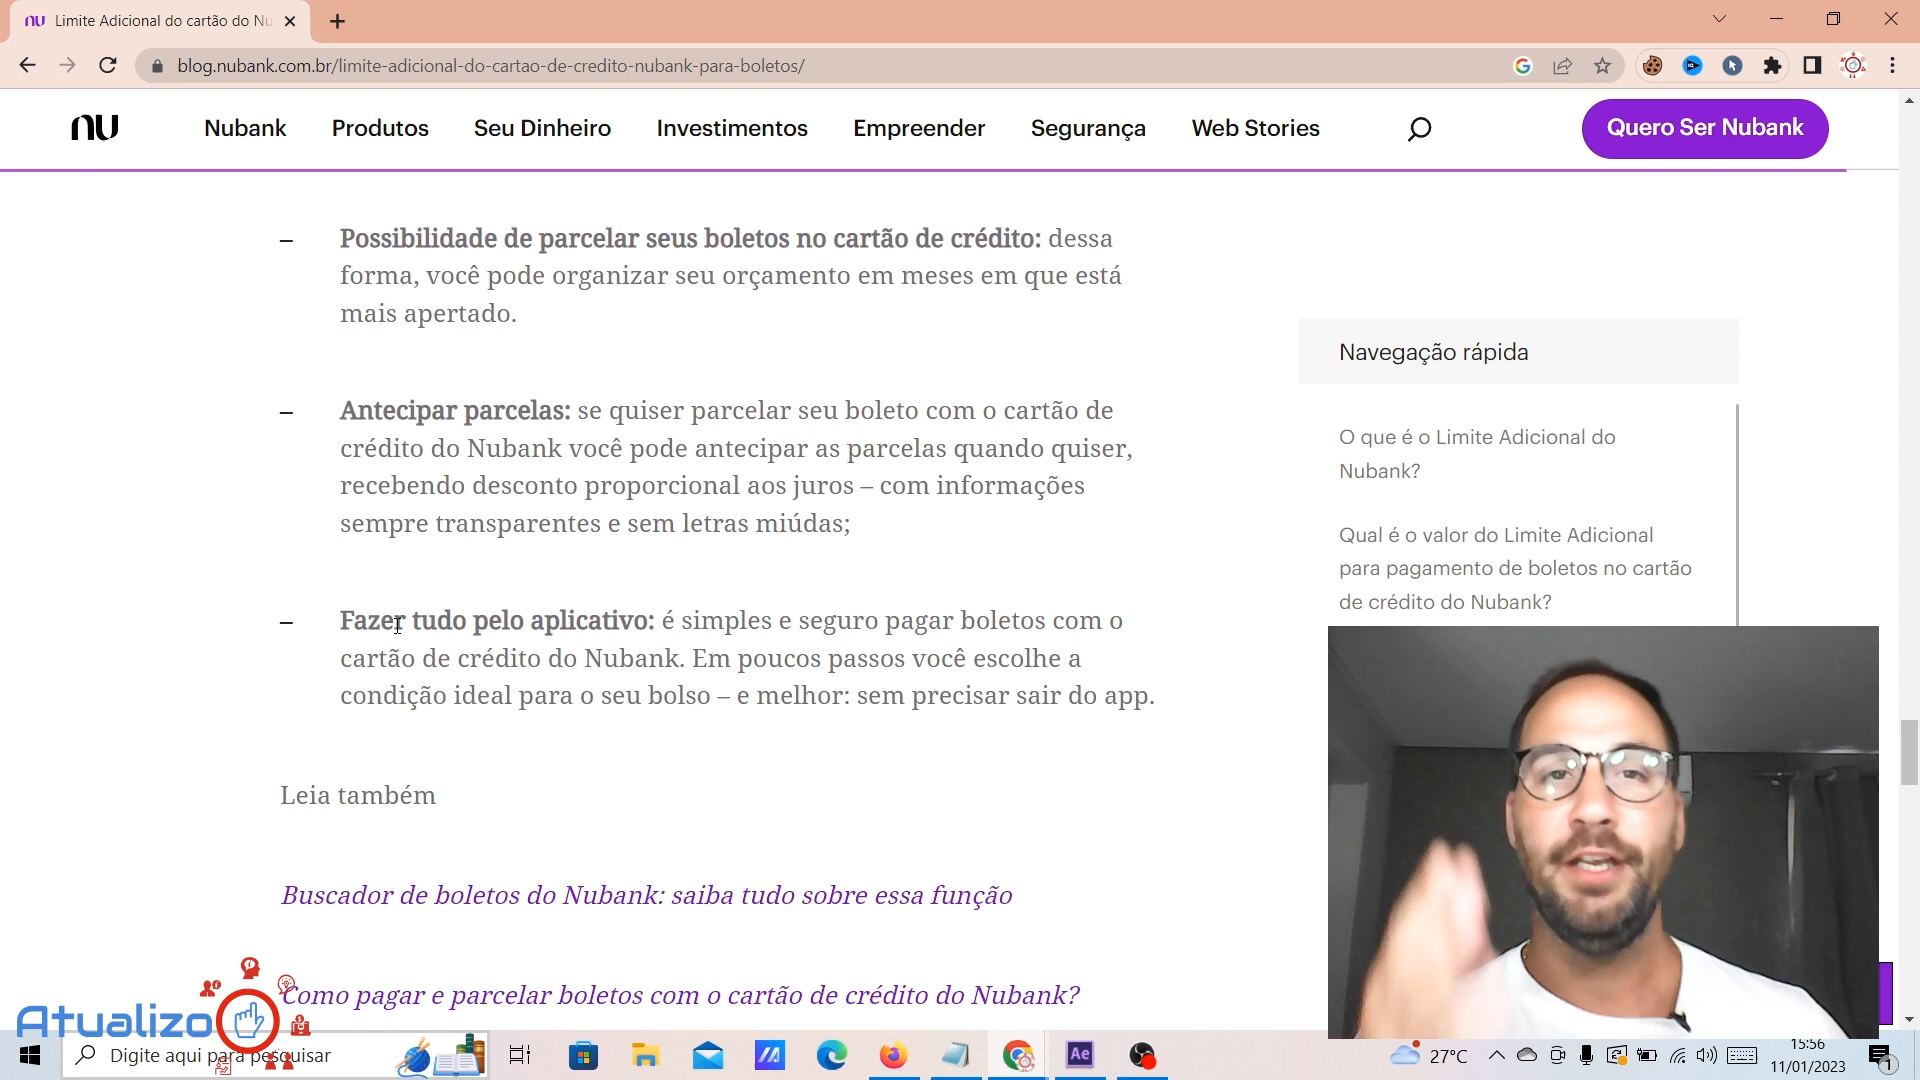 Limite Adicional do cartão do Nu
blog.nubank.com.br/limite-adicional-do-cartao-de-credito-nubank-para-boletos/
nu
Nubank
Produtos
Seu Dinheiro
Investimentos
Empreender
Segurança
Web Stories
Quero Ser Nubank
– Possibilidade de parcelar seus boletos no cartão de crédito: dessa
forma, você pode organizar seu orçamento em meses em que está
mais apertado.
– Antecipar parcelas: se quiser parcelar seu boleto com o cartão de
crédito do Nubank você pode antecipar as parcelas quando quiser,
recebendo desconto proporcional aos juros – com informações
sempre transparentes e sem letras miúdas;
– Fazer tudo pelo aplicativo: é simples e seguro pagar boletos com o
cartão de crédito do Nubank. Em poucos passos você escolhe a
condição ideal para o seu bolso – e melhor: sem precisar sair do app.
Leia também
Buscador de boletos do Nubank: saiba tudo sobre essa função
Como pagar e parcelar boletos com o cartão de crédito do Nubank?
Navegação rápida
O que é o Limite Adicional do
Nubank?
Qual é o valor do Limite Adicional
para pagamento de boletos no cartão
de crédito do Nubank?
Atualizo
Digite aqui para pesquisar
Ae
27°C
15:56
11/01/2023
1